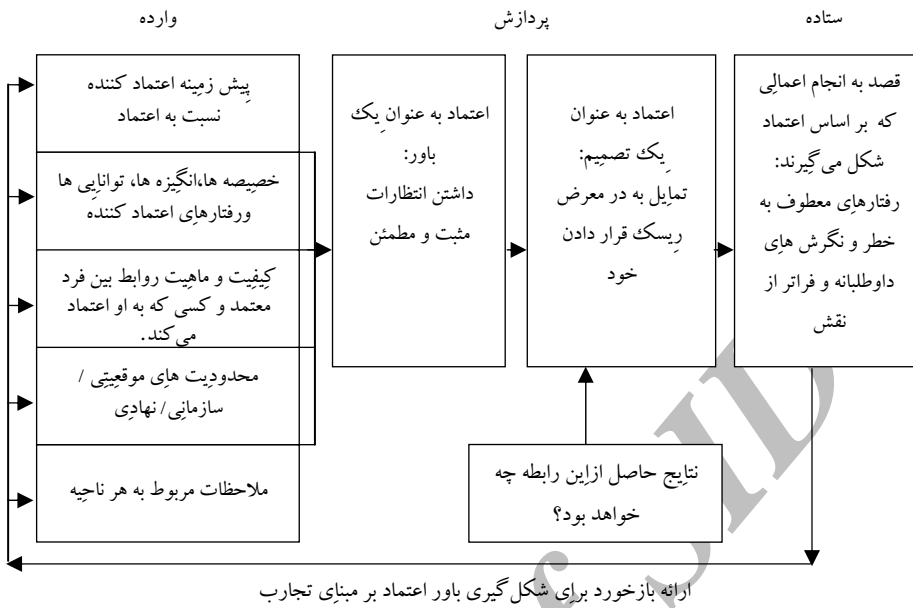 وارده
پردازش
ستاده
پیش زمینه اعتماد کننده
نسبت به اعتماد
خصیصه ها،انگیزه ها، توانایی ها
ورفتارهای اعتماد کننده
کیفیت و ماهیت روابط بین فرد
معتمد و کسی که به او اعتماد
می کند.
محدودیت های موقعیتی /
سازمانی/ نهادی
ملاحظات مربوط به هر ناحیه
اعتماد به عنوان یک
باور:
داشتن انتظارات
مثبت و مطمئن
اعتماد به عنوان
یک تصمیم:
تمایل به در معرض
ریسک قرار دادن
خود
نتایج حاصل ازاین رابطه چه
خواهد بود؟
قصد به انجام اعمالی
که بر اساس اعتماد
شکل می گیرند:
رفتارهای معطوف به
خطر و نگرش های
داوطلبانه و فراتر از
نقش
ارائه بازخورد برای شکل گیری باور اعتماد بر مبنای تجارب